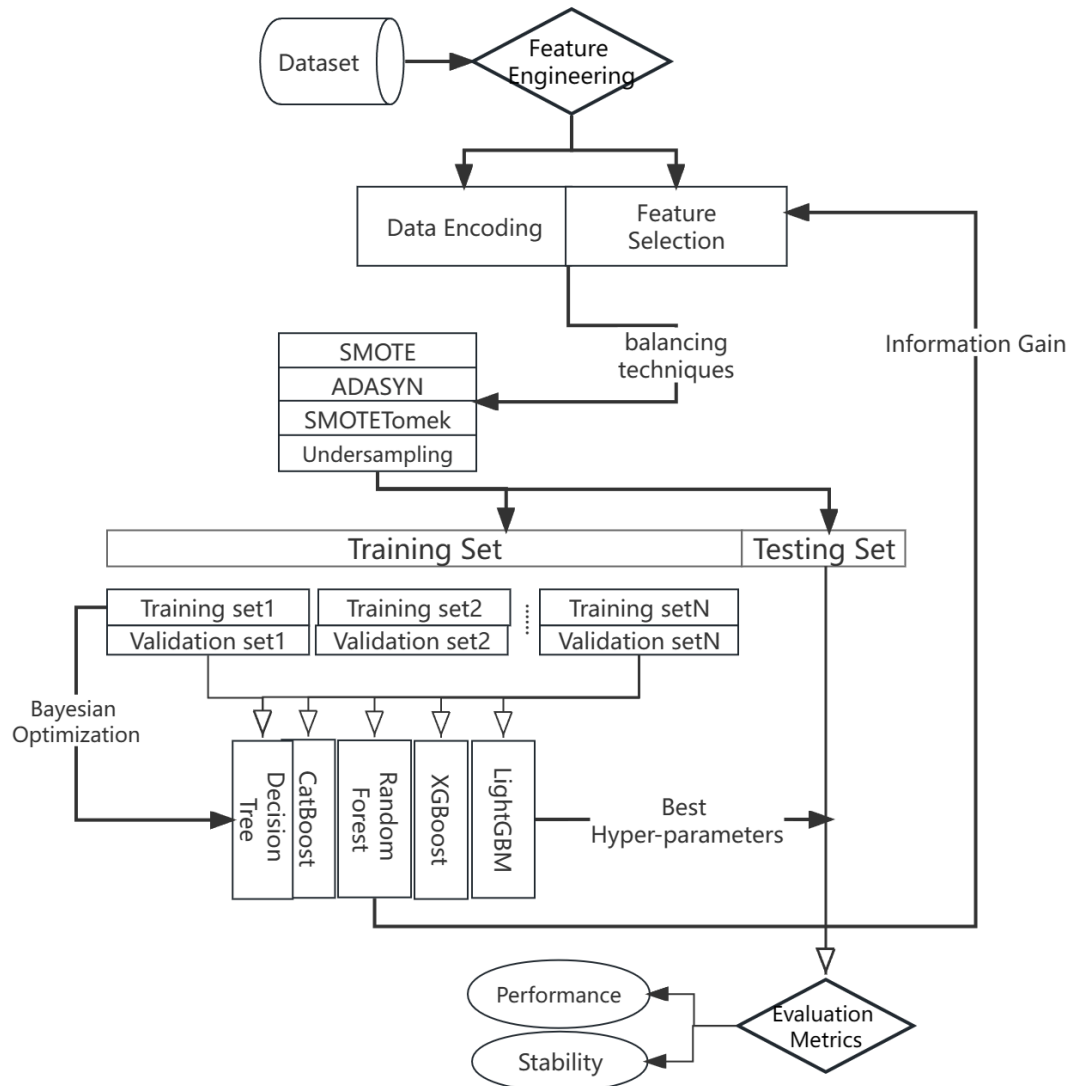 Dataset
Feature
Engineering
Data Encoding
Feature
Selection
balancing
techniques
Information Gain
SMOTE
ADASYN
SMOTETomek
Undersampling
Training Set
Testing Set
Training set1
Training set2
Training setN
Validation set1
Validation set2
Validation setN
Bayesian
Optimization
Decision
Tree
CatBoost
Random
Forest
XGBoost
LightGBM
Best
Hyper-parameters
Performance
Stability
Evaluation
Metrics